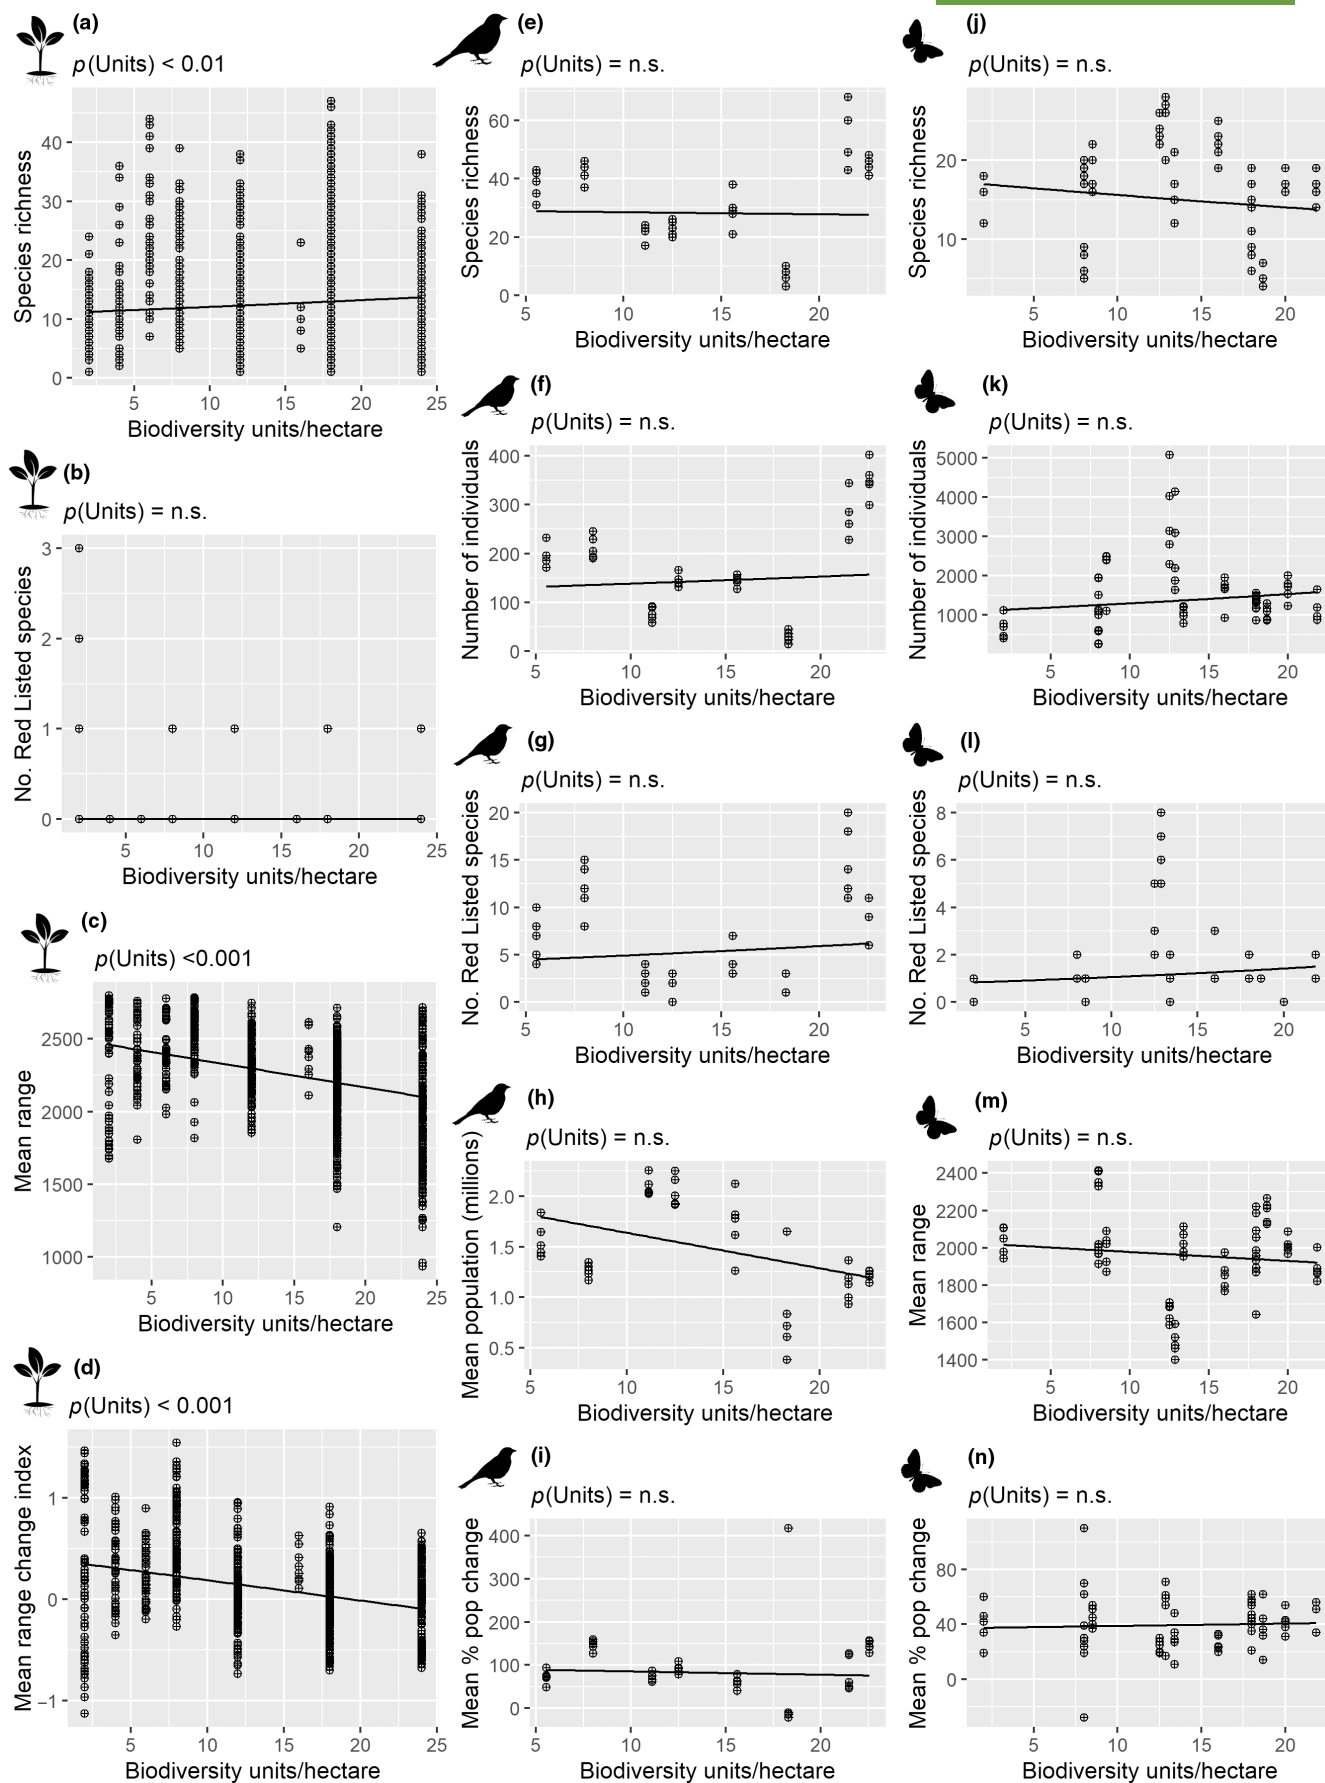 (a)
p(Units) < 0.01
Species richness
40
30
20
10
0
5 10 15 20 25
Biodiversity units/hectare
(b)
p(Units) = n.s.
No. Red Listed species
3
2
1
0
5 10 15 20 25
Biodiversity units/hectare
(c)
p(Units) <0.001
Mean range
2500
2000
1500
1000
5 10 15 20 25
Biodiversity units/hectare
(d)
p(Units) < 0.001
Mean range change index
1
0
−1
5 10 15 20 25
Biodiversity units/hectare
(e)
p(Units) = n.s.
Species richness
60
40
20
0
5 10 15 20
Biodiversity units/hectare
(f)
p(Units) = n.s.
Number of individuals
400
300
200
100
0
5 10 15 20
Biodiversity units/hectare
(g)
p(Units) = n.s.
No. Red Listed species
20
15
10
5
0
5 10 15 20
Biodiversity units/hectare
(h)
p(Units) = n.s.
Mean population (millions)
2.0
1.5
1.0
0.5
5 10 15 20
Biodiversity units/hectare
(i)
p(Units) = n.s.
Mean % pop change
400
300
200
100
0
5 10 15 20
Biodiversity units/hectare
(j)
p(Units) = n.s.
Species richness
20
10
5 10 15 20
Biodiversity units/hectare
(k)
p(Units) = n.s.
Number of individuals
5000
4000
3000
2000
1000
5 10 15 20
Biodiversity units/hectare
(l)
p(Units) = n.s.
No. Red Listed species
8
6
4
2
0
5 10 15 20
Biodiversity units/hectare
(m)
p(Units) = n.s.
Mean range
2400
2200
2000
1800
1600
1400
5 10 15 20
Biodiversity units/hectare
(n)
p(Units) = n.s.
Mean % pop change
80
40
0
5 10 15 20
Biodiversity units/hectare